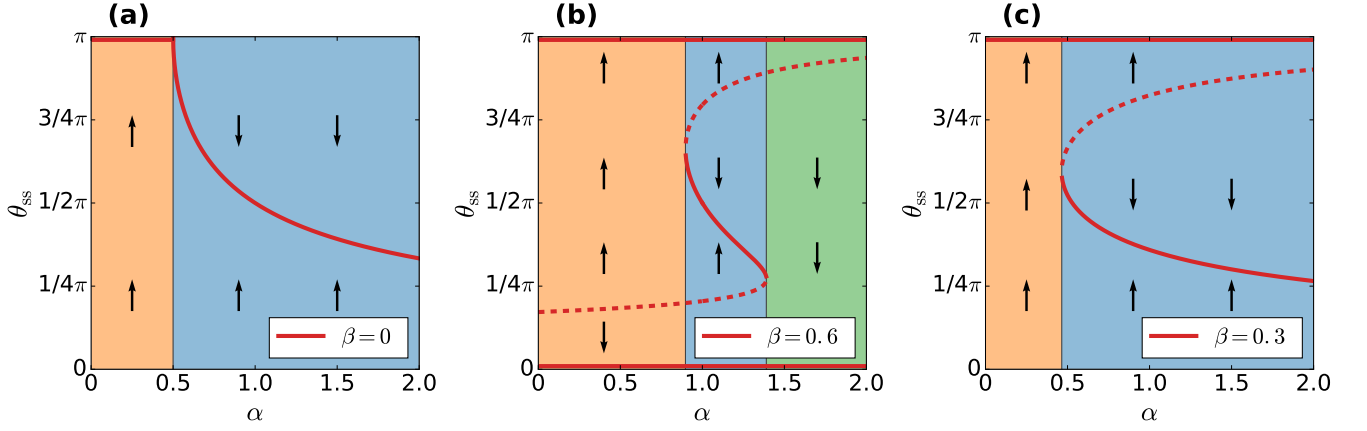 (a)
π
3/4π
1/2π
1/4π
0
θss
0 0.5 1.0 1.5 2.0
α
β = 0
(b)
π
3/4π
1/2π
1/4π
0
θss
0 0.5 1.0 1.5 2.0
α
β = 0.6
(c)
π
3/4π
1/2π
1/4π
0
θss
0 0.5 1.0 1.5 2.0
α
β = 0.3